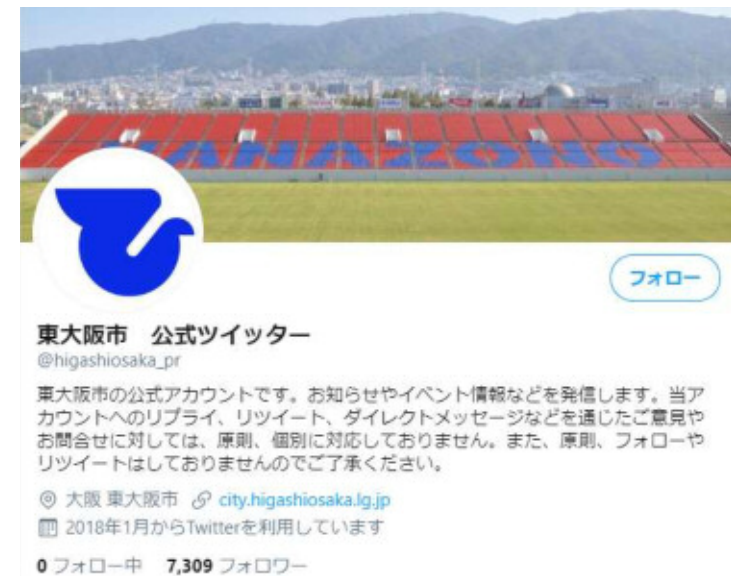 HANAZONO
フォロー
東大阪市　公式ツイッター
@higashiosaka_pr
東大阪市の公式アカウントです。お知らせやイベント情報などを発信します。当ア
カウントへのリプライ、リツイート、ダイレクトメッセージなどを通じたご意見や
お問合せに対しては、原則、個別に対応しておりません。また、原則、フォローや
リツイートはしておりませんのでご了承ください。
大阪 東大阪市 city.higashiosaka.lg.jp
2018年1月からTwitterを利用しています
0 フォロー中 7,309 フォロワー